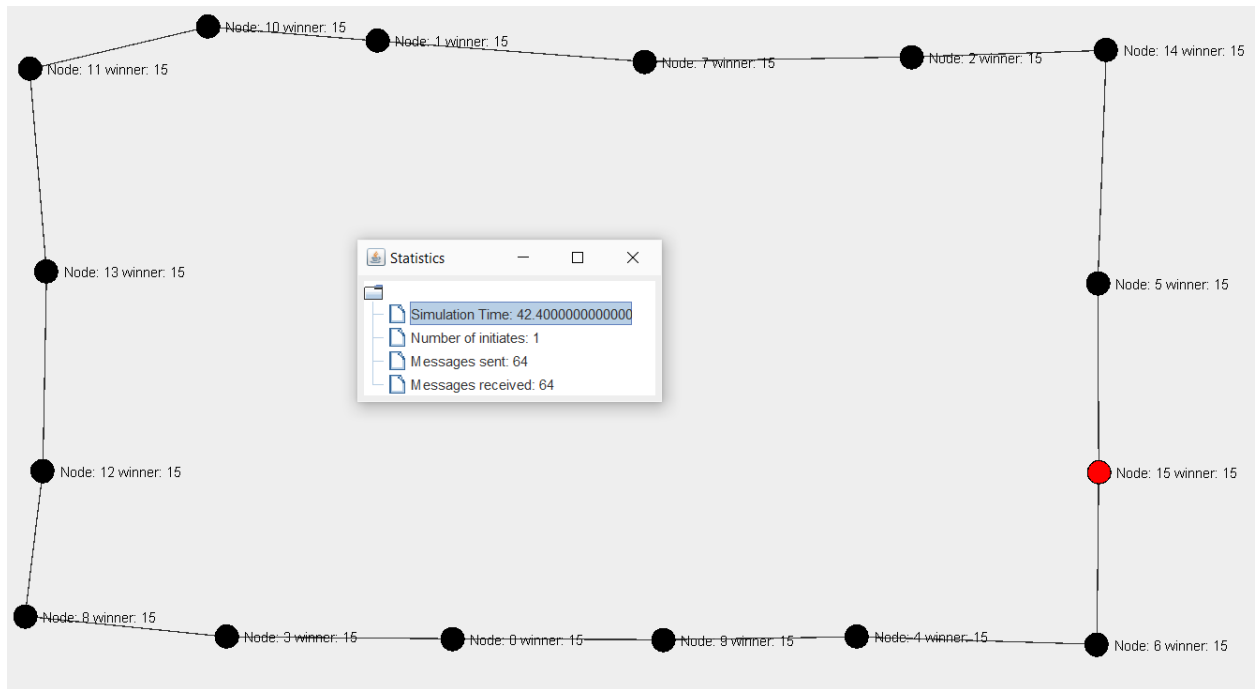 Node: 10 winner: 15
Node: 1 winner: 15
Node: 14 winner: 15
Node: 2 winner: 15
Node: 7 winner: 15
Node: 11 winner: 15
Statistics
Node: 13 winner: 15
Node: 5 winner: 15
Simulation Time: 42.4000000000000
Number of initiates: 1
Messages sent: 64
Messages received: 64
Node: 12 winner: 15
Node: 15 winner: 15
Node: 8 winner: 15
Node: 3 winner: 15
Node: 0 winner: 15
Node: 9 winner: 15
Node: 4 winner: 15
Node: 6 winner: 15